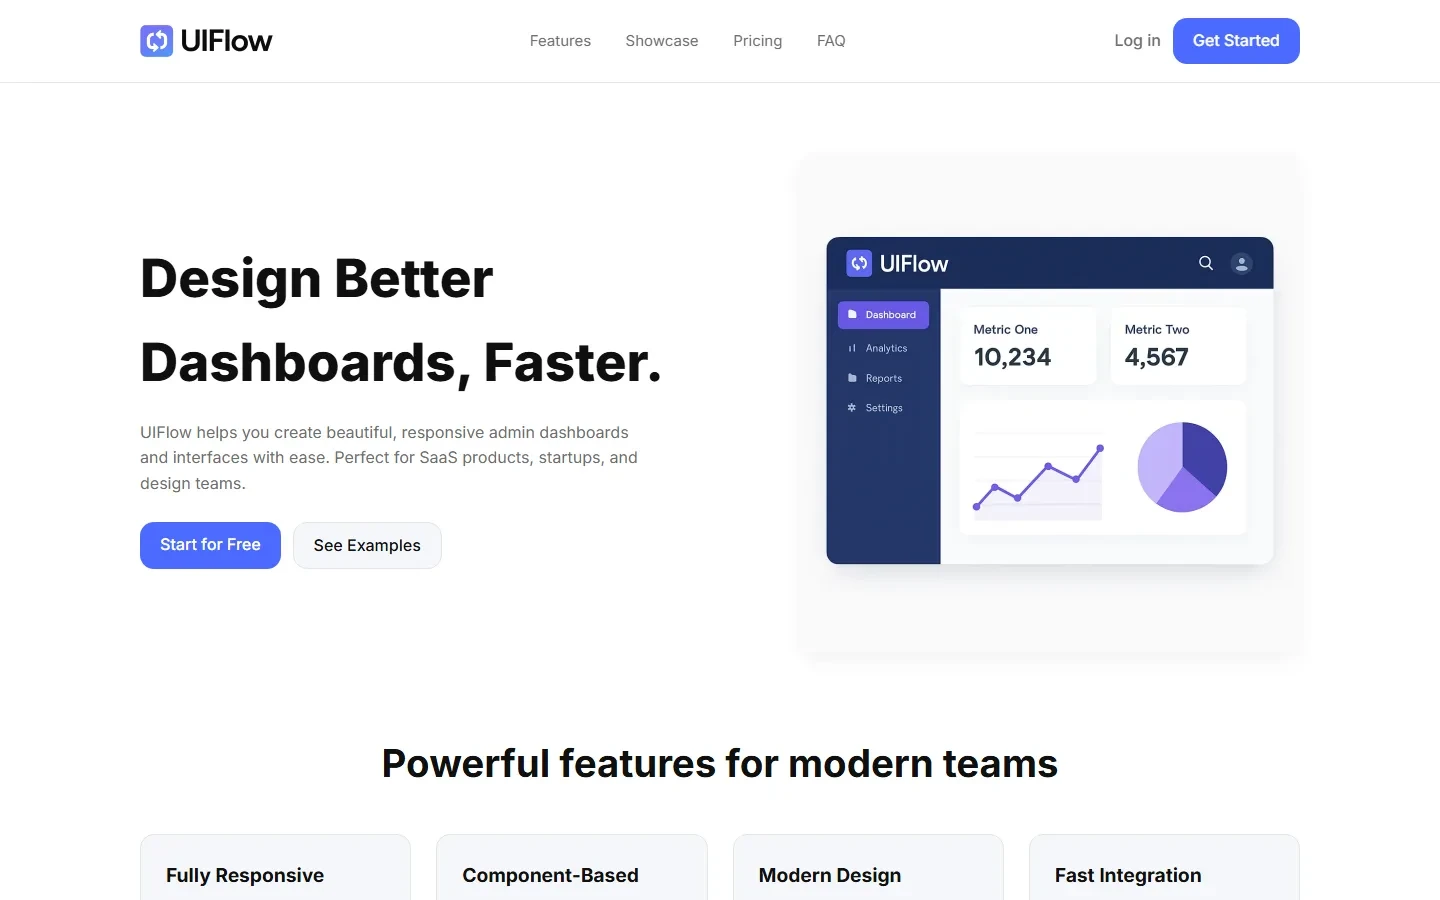 UIFlow
Features
Showcase
Pricing
FAQ
Log in
Get Started
Design Better
Dashboards, Faster.
UIFlow helps you create beautiful, responsive admin dashboards
and interfaces with ease. Perfect for SaaS products, startups, and
design teams.
Start for Free
See Examples
UIFlow
Dashboard
Analytics
Reports
Settings
Metric One
10,234
Metric Two
4,567
Powerful features for modern teams
Fully Responsive
Component-Based
Modern Design
Fast Integration